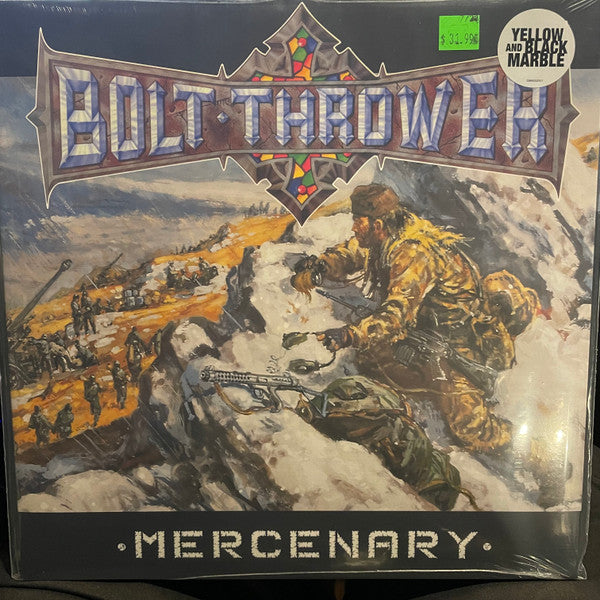 $31.99
YELLOW
AND BLACK
MARBLE
BOLT · THROWER
· MERCENARY ·